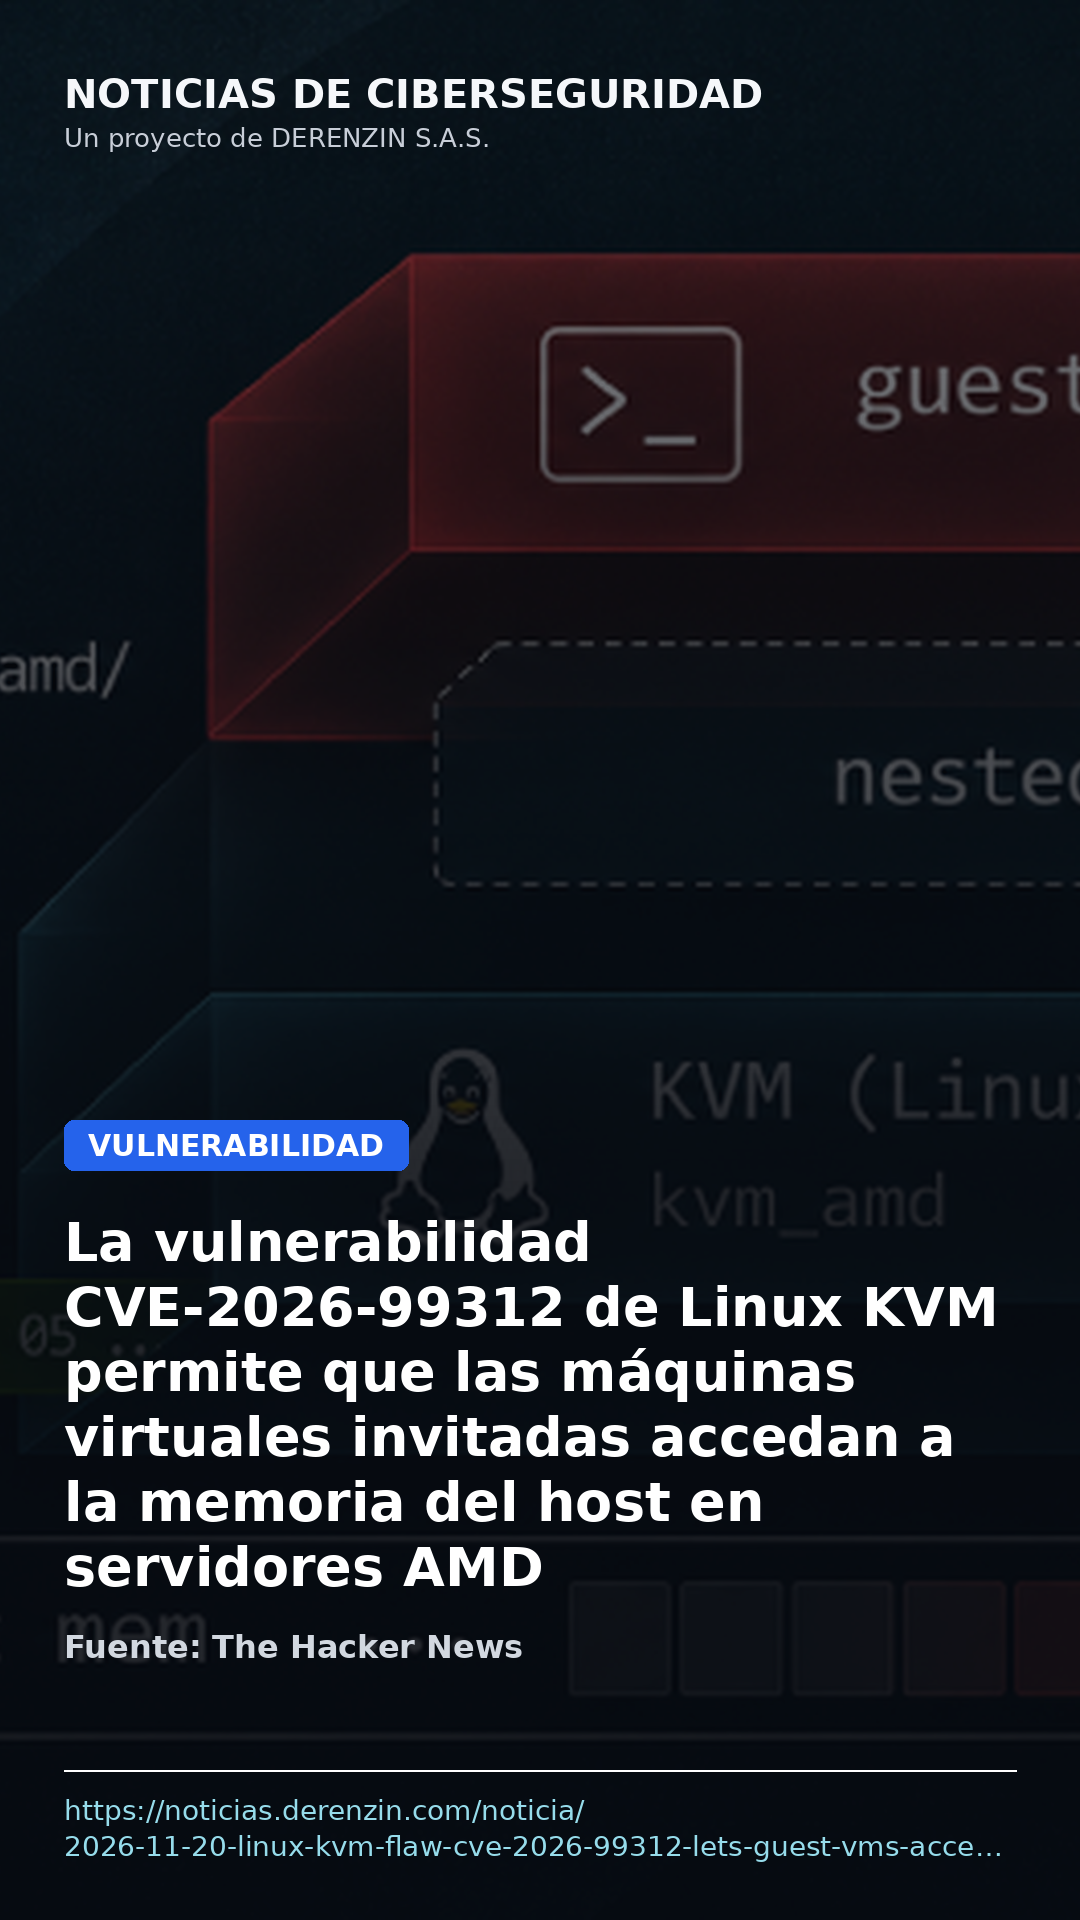 NOTICIAS DE CIBERSEGURIDAD
Un proyecto de DERENZIN S.A.S.
>_
guest
amd/
nested
KVM (Linux
kvm_amd
VULNERABILIDAD
La vulnerabilidad
CVE-2026-99312 de Linux KVM
permite que las máquinas
virtuales invitadas accedan a
la memoria del host en
servidores AMD
05 ..
mem
Fuente: The Hacker News
https://noticias.derenzin.com/noticia/
2026-11-20-linux-kvm-flaw-cve-2026-99312-lets-guest-vms-acce…